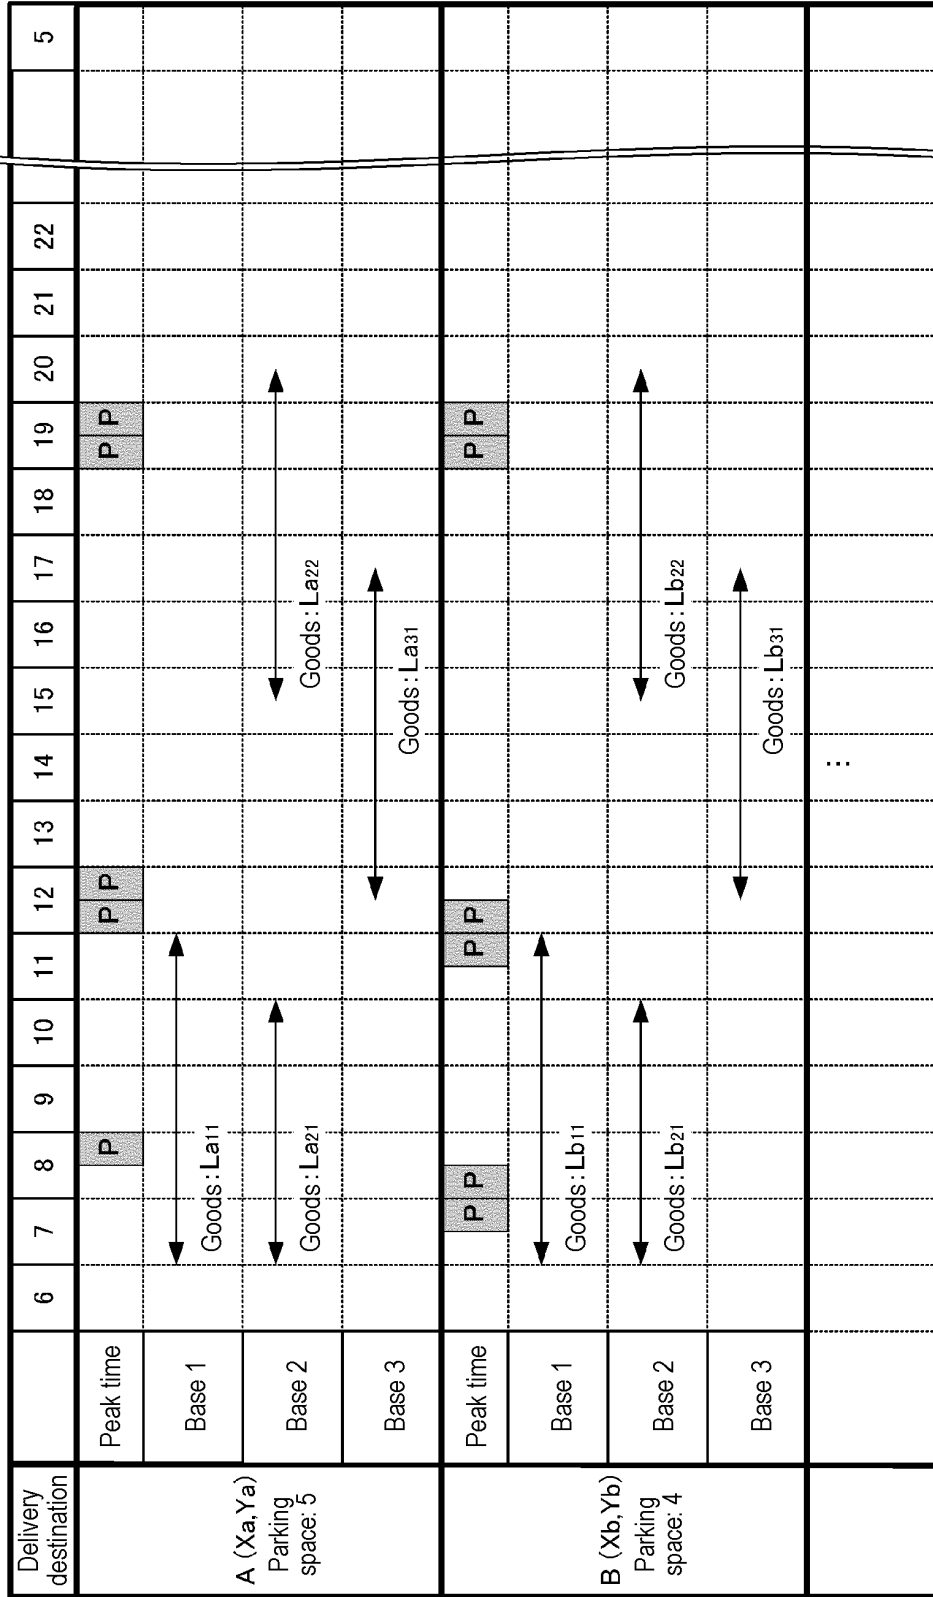 Delivery
destination
6 7 8 9 10 11 12 13 14 15 16 17 18 19 20 21 22 5
A (Xa,Ya)
Parking
space: 5
Peak time
P P P P P
Base 1
Goods : La11
Base 2
Goods : La21
Goods : La22
Base 3
Goods : La31
B (Xb,Yb)
Parking
space: 4
Peak time
P P P P P P
Base 1
Goods : Lb11
Base 2
Goods : Lb21
Goods : Lb22
Base 3
Goods : Lb31
...